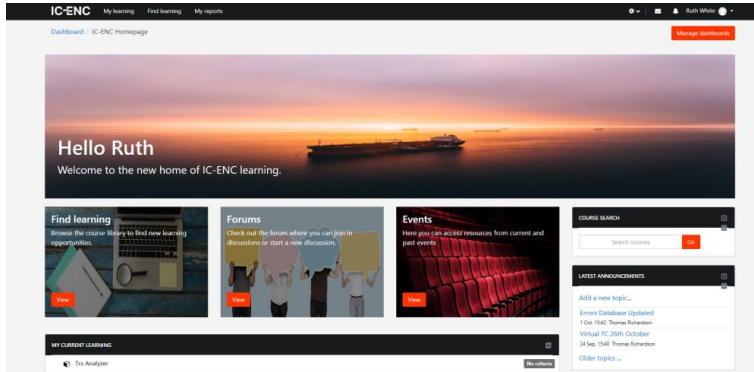 IC-ENC My learning Find learning My reports Ruth White
Dashboard / IC-ENC Homepage
Manage dashboards
Hello Ruth
Welcome to the new home of IC-ENC learning.
Find learning
Browse the course library to find new learning
opportunities.
View
Forums
Check out the forum where you can join in
discussions or start a new discussion.
View
Events
Here you can access resources from current and
past events
View
COURSE SEARCH
Search courses Go
LATEST ANNOUNCEMENTS
Add a new topic...
Errors Database Updated
1 Oct, 15:42 Thomas Richardson
Virtual TC 26th October
24 Sep, 15:40 Thomas Richardson
Older topics ...
MY CURRENT LEARNING
7cs Analyzer No criteria